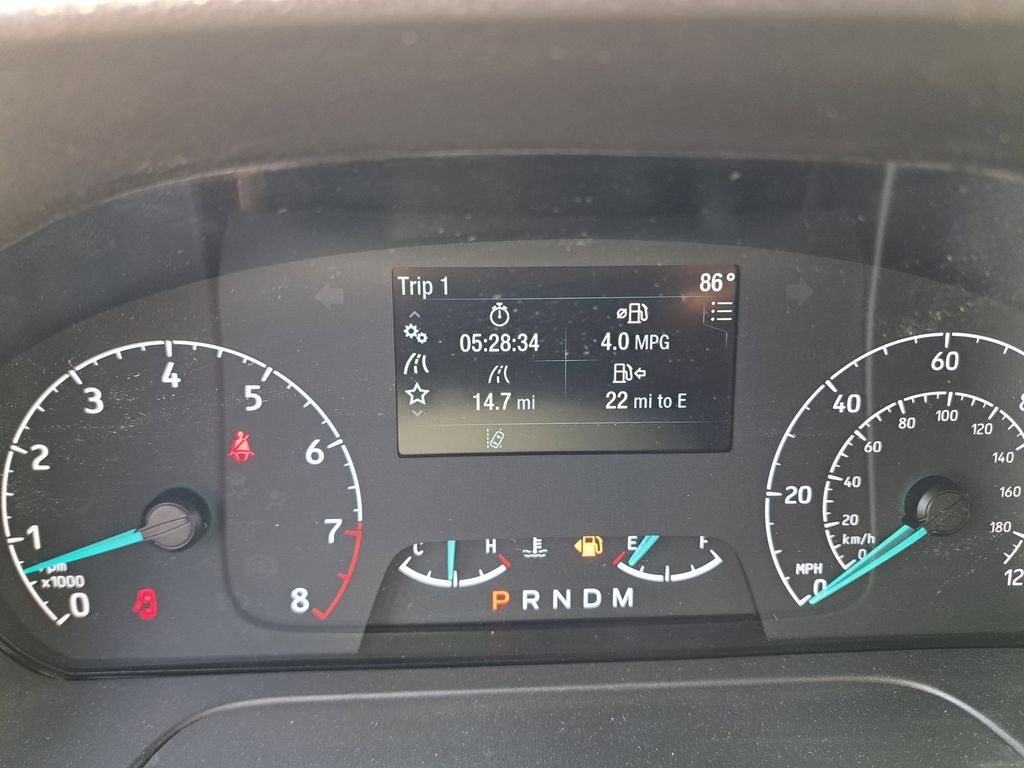 Trip 1 86°
05:28:34 4.0 MPG
14.7 mi 22 mi to E
0 1 2 3 4 5 6 7 8
x1000
C H
E F
P R N D M
0 20 40 60
MPH
0 20 40 60 80 100 120 140 160 180
km/h